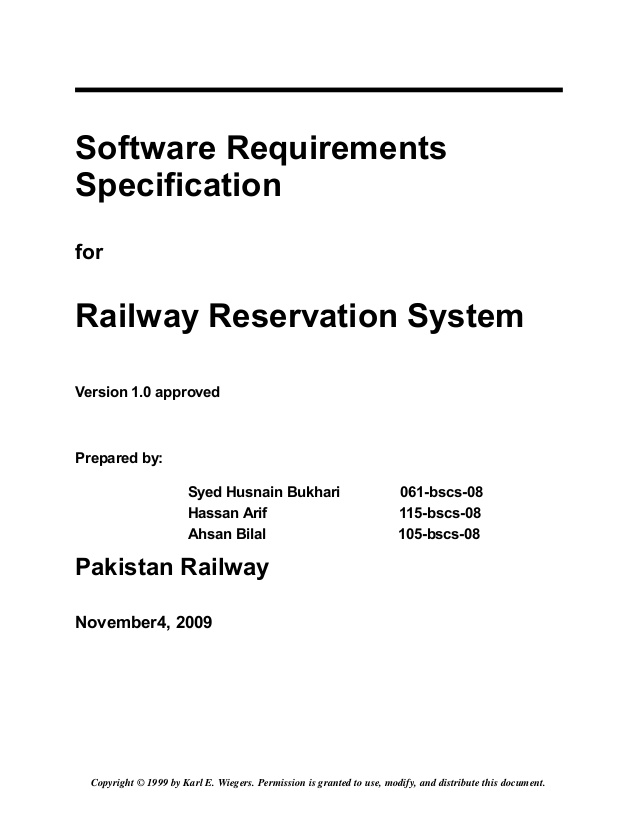 Software Requirements
Specification
for
Railway Reservation System
Version 1.0 approved
Prepared by:
Syed Husnain Bukhari 061-bscs-08
Hassan Arif 115-bscs-08
Ahsan Bilal 105-bscs-08
Pakistan Railway
November4, 2009
Copyright © 1999 by Karl E. Wiegers. Permission is granted to use, modify, and distribute this document.